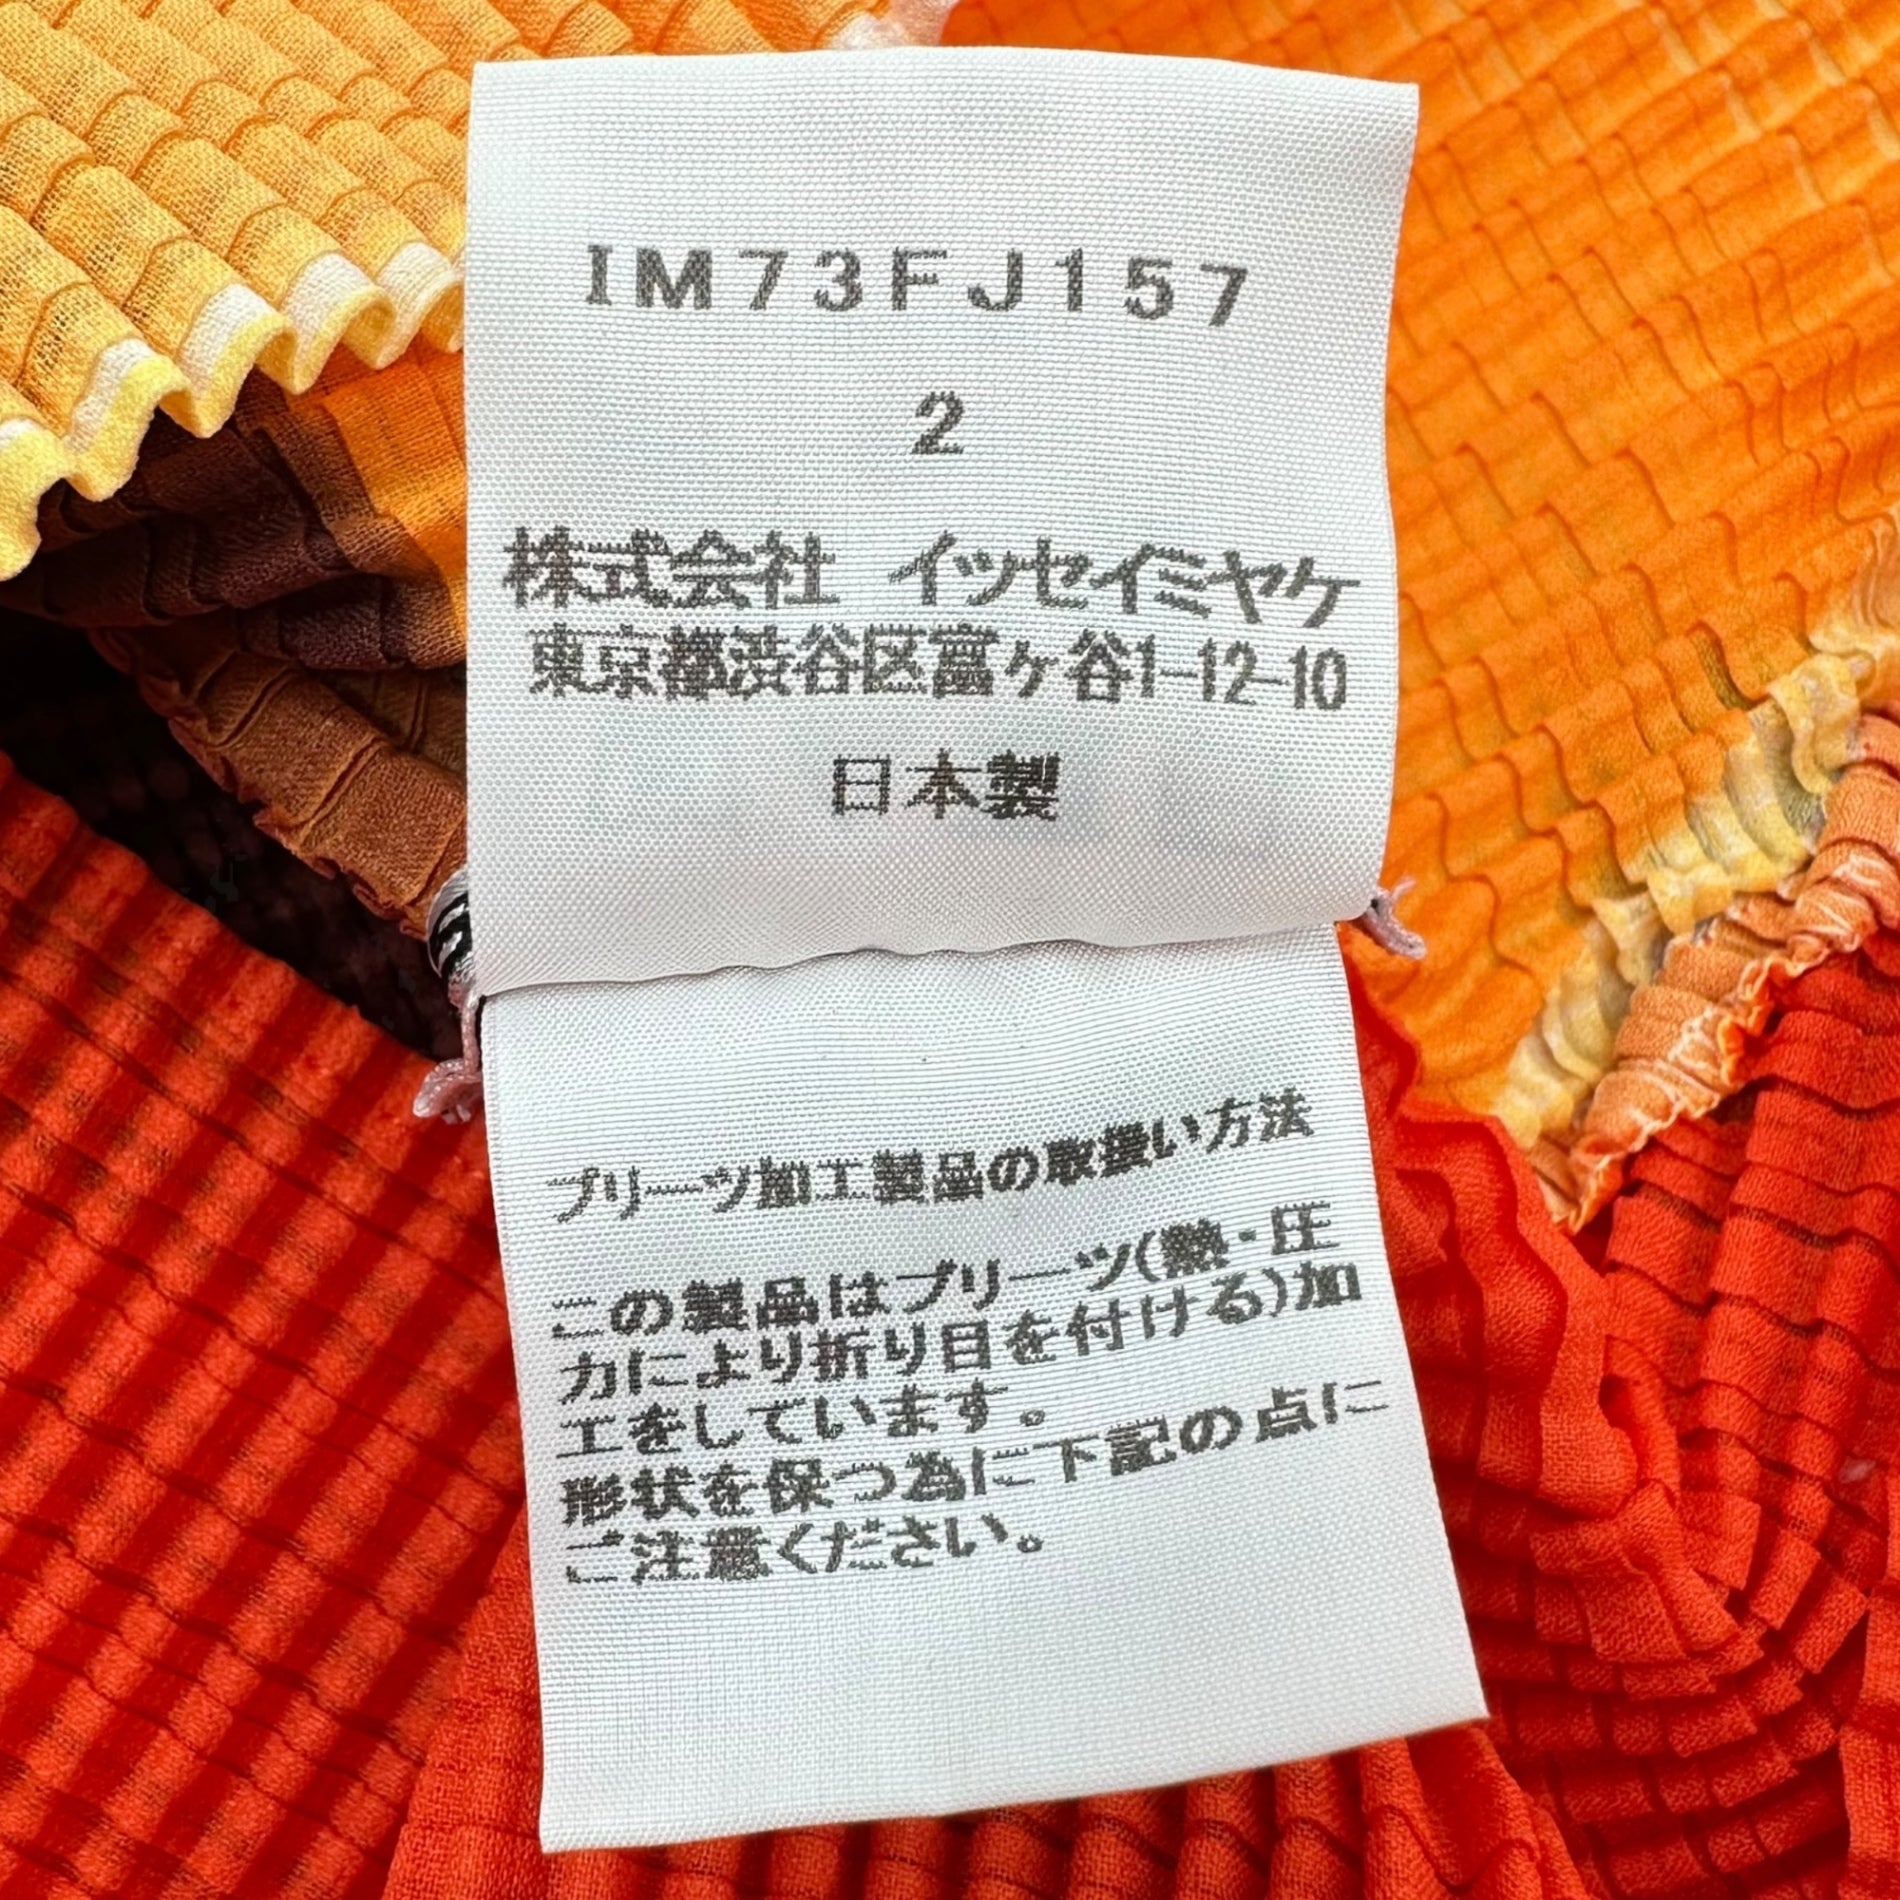 IM73FJ157
2
株式会社 イッセイミヤケ
東京都渋谷区富ヶ谷1-12-10
日本製
プリーツ加工製品の取扱い方法
この製品はプリーツ(熱・圧
力により折り目を付ける)加
工をしています。
形状を保つ為に下記の点に
ご注意ください。